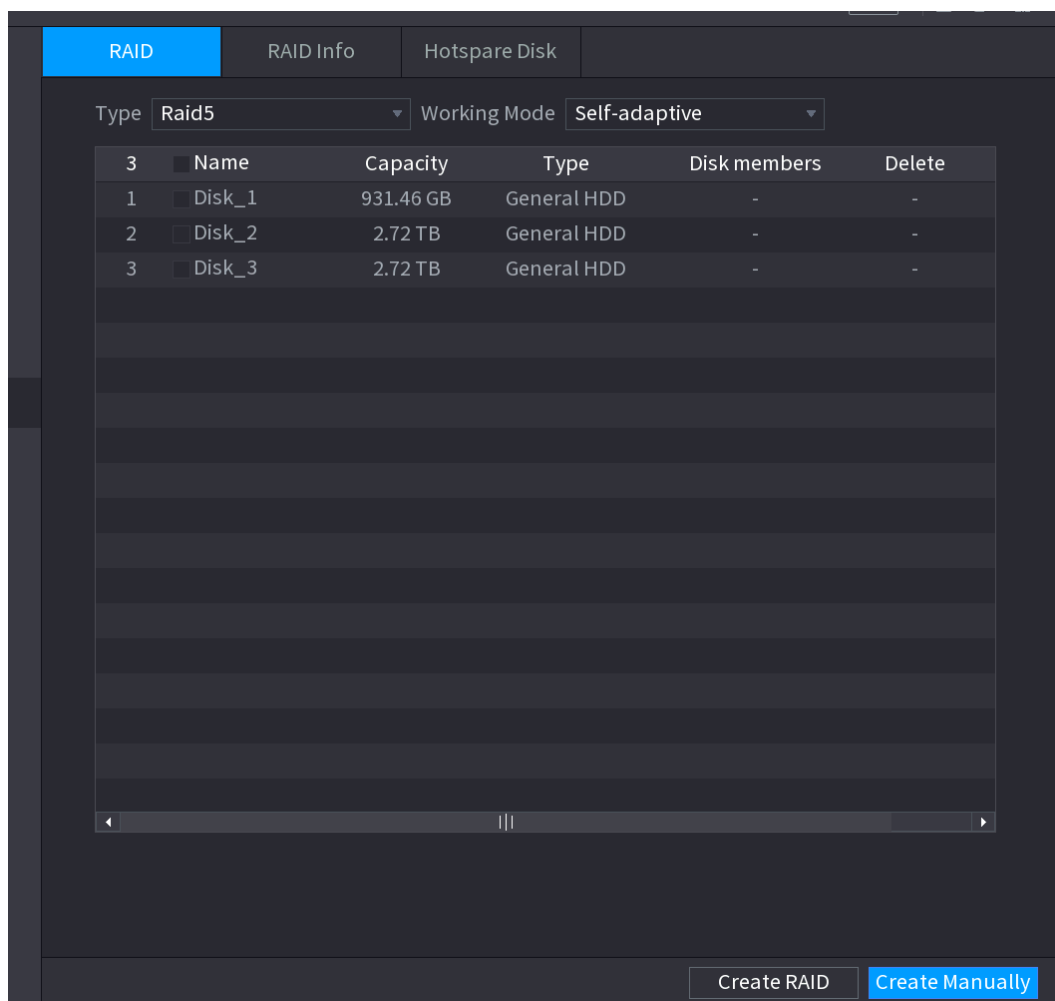 RAID RAID Info Hotspare Disk
Type Raid5 Working Mode Self-adaptive
3 Name Capacity Type Disk members Delete
1 Disk_1 931.46 GB General HDD - -
2 Disk_2 2.72 TB General HDD - -
3 Disk_3 2.72 TB General HDD - -
Create RAID Create Manually